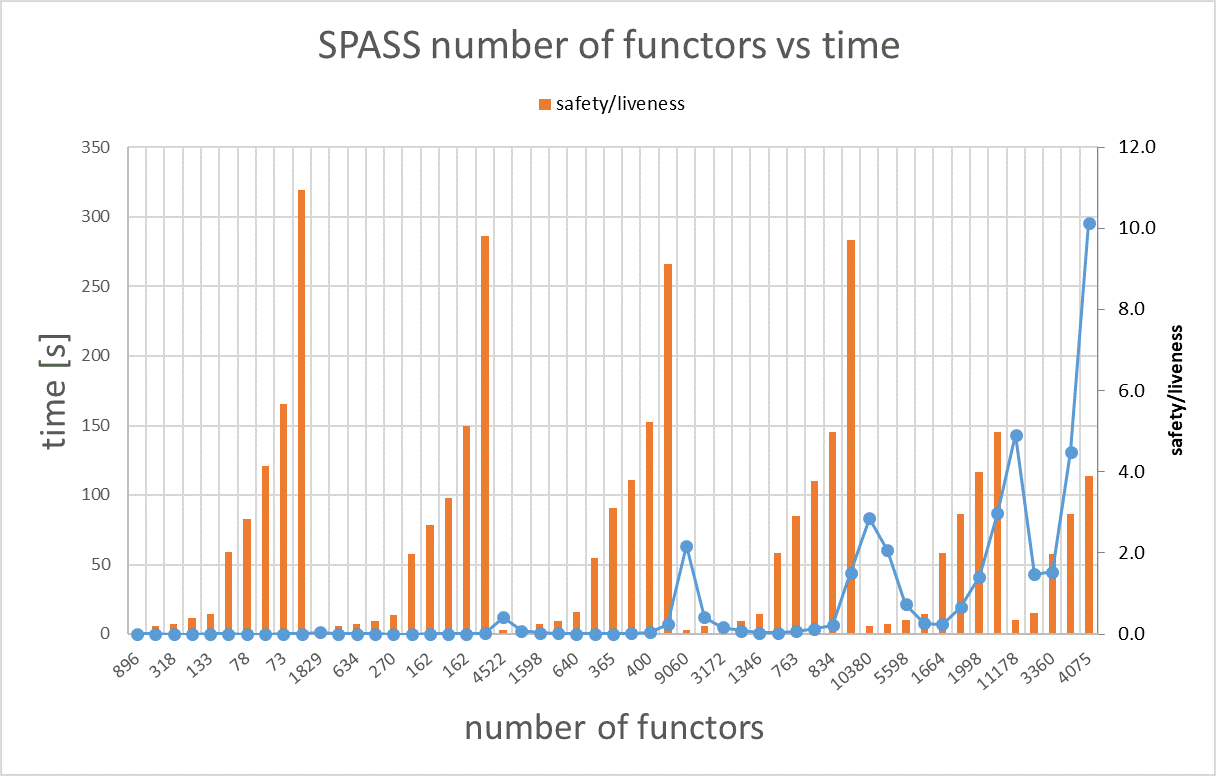 SPASS number of functors vs time
safety/liveness
350
300
250
200
150
100
50
0
time [s]
12.0
10.0
8.0
6.0
4.0
2.0
0.0
safety/liveness
896 318 133 78 73 1829 634 270 162 162 4522 1598 640 365 400 9060 3172 1346 763 834 10380 5598 1664 1998 11178 3360 4075
number of functors